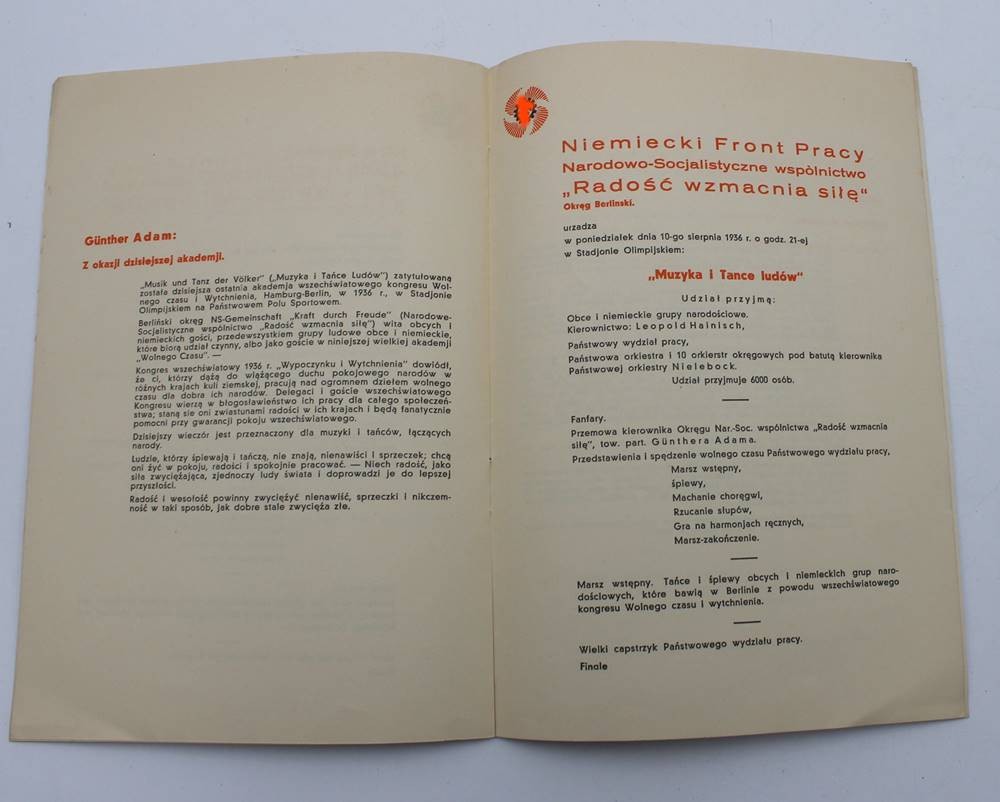 Günther Adam:
Z okazji dzisiejszej akademji.
„Musik und Tanz der Völker" („Muzyka i Tańce Ludów") zatytułowaną
została dzisiejsza ostatnia akademja wszechświatowego kongresu Wol-
nego czasu i Wytchnienia, Hamburg-Berlin, w 1936 r., w Stadjonie
Olimpijskiem na Państwowem Polu Sportowem.
Berliński okręg NS-Gemeinschaft „Kraft durch Freude" (Narodowe-
Socjalistyczne wspólnictwo „Radość wzmacnia siłę) wita obcych i
niemieckich gości, przedewszystkiem grupy ludowe obce i niemieckie,
które biorą udział czynny, albo jako goście w niniejszej wielkiej akademji
„Wolnego Czasu". —
Kongres wszechświatowy 1936 r. „Wypoczynku i Wytchnienia" dowiódł,
że ci, którzy dążą do wiążącego duchu pokojowego narodów w
różnych krajach kuli ziemskej, pracują nad ogromnem dziełem wolnego
czasu dla dobra ich narodów. Delegaci i goście wszechświatowego
Kongresu wierzą w błogosławieństwo ich pracy dla całego społeczeń-
stwa; staną sie oni zwiastunami radości w ich krajach i będą fanatycznie
pomocni przy gwarancji pokoju wszechświatowego.
Dzisiejszy wieczór jest przeznaczony dla muzyki i tańców, łączących
narody.
Ludzie, którzy śpiewają i tańczą, nie znają, nienawiści i sprzeczek; chcą
oni żyć w pokoju, radości i spokojnie pracować. — Niech radość, jako
siła zwyciężająca, zjednoczy ludy świata i doprowadzi je do lepszej
przyszłości.
Radość i wesołość powinny zwyciężyć nienawiść, sprzeczki i nikczem-
ność w taki sposób, jak dobre stale zwycięża złe.
Niemiecki Front Pracy
Narodowo-Socjalistyczne wspòlnictwo
„Radość wzmacnia siłę"
Okręg Berlinski.
urzadza
w poniedziałek dnia 10-go sierpnia 1936 r. o godz. 21-ej
w Stadjonie Olimpijskiem:
„Muzyka i Tance ludów"
Udział przyjmą:
Obce i niemieckie grupy narodościowe.
Kierownictwo: Leopold Hainisch,
Państwowy wydział pracy,
Państwowa orkiestra i 10 orkierstr okręgowych pod batutą kierownika
Państwowej orkiestry Nielebock.
Udział przyjmuje 6000 osób.
Fanfary.
Przemowa kierownika Okręgu Nar.-Soc. wspólnictwa „Radość wzmacnia
siłę", tow. part. Günthera Adama.
Przedstawienia i spędzenie wolnego czasu Państwowego wydziału pracy,
Marsz wstępny,
śpiewy,
Machanie choręgwi,
Rzucanie słupów,
Gra na harmonjach ręcznych,
Marsz-zakończenie.
Marsz wstępny. Tańce i śpiewy obcych i niemieckich grup naro-
dościowych, które bawią w Berlinie z powodu wszechświatowego
kongresu Wolnego czasu i wytchnienia.
Wielki capstrzyk Państwowego wydziału pracy.
Finale